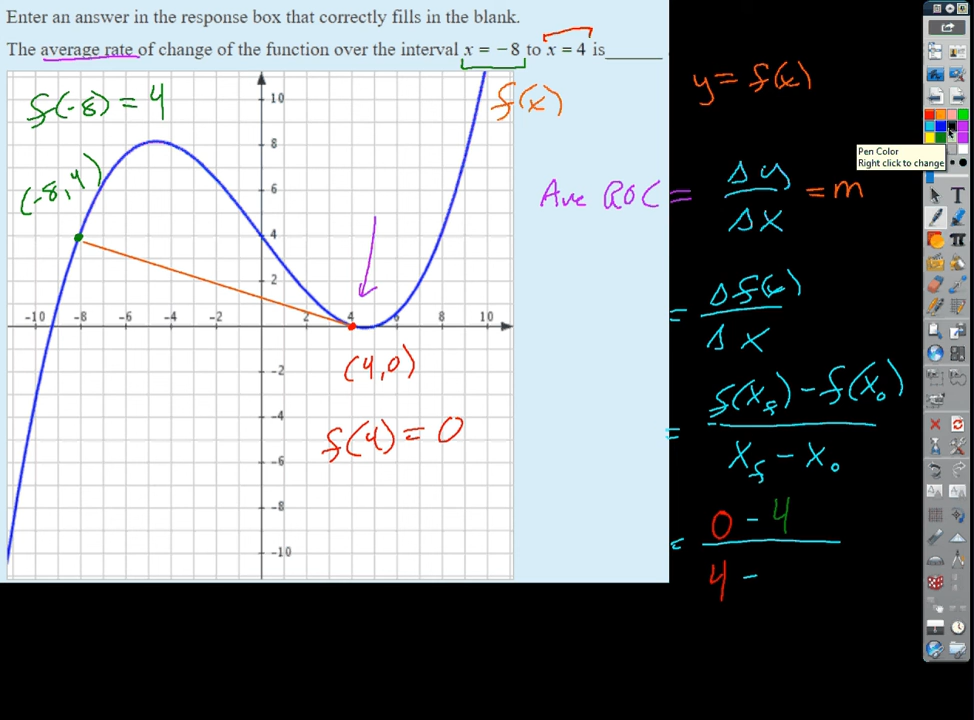 Enter an answer in the response box that correctly fills in the blank.
The average rate of change of the function over the interval x = −8 to x = 4 is
f(-8) = 4
f(x)
y = f(x)
(-8,4)
Pen Color
Right click to change
Ave ROC = Δy/Δx = m
= Δf(x)/Δx
= f(x_f) - f(x_0)
x_f - x_0
= 0 - 4
4 -
(4,0)
f(4) = 0
10
8
6
4
2
-10 -8 -6 -4 -2 2 4 6 8 10
-2
-4
-6
-8
-10
T
π